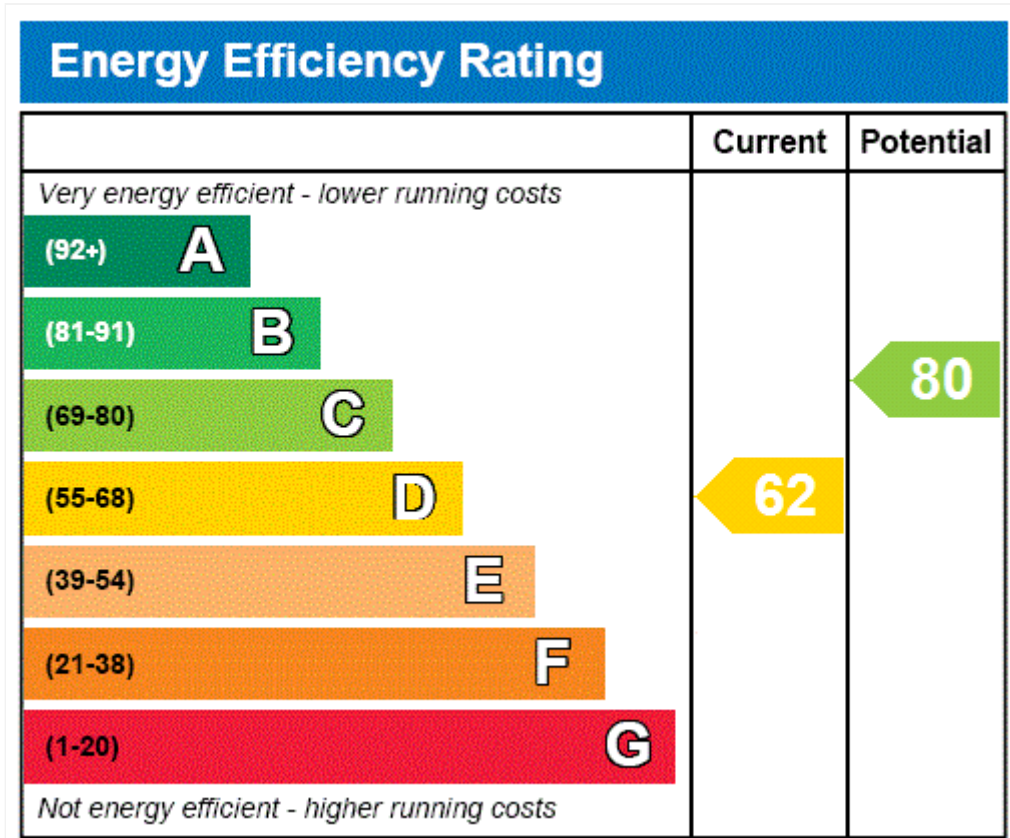 Energy Efficiency Rating
Current Potential
Very energy efficient - lower running costs
(92+) A
(81-91) B
80
(69-80) C
(55-68) D 62
(39-54) E
(21-38) F
(1-20) G
Not energy efficient - higher running costs